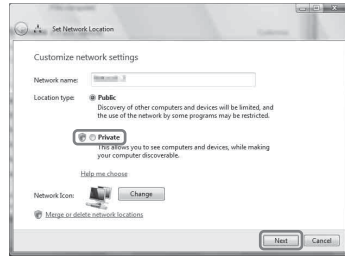 Set Network Location
Customize network settings
Network name:
Location type:
Public
Discovery of other computers and devices will be limited, and
the use of the network by some programs may be restricted.
Private
This allows you to see computers and devices, while making
your computer discoverable.
Help me choose
Network Icon:
Change
Merge or delete network locations
Next
Cancel